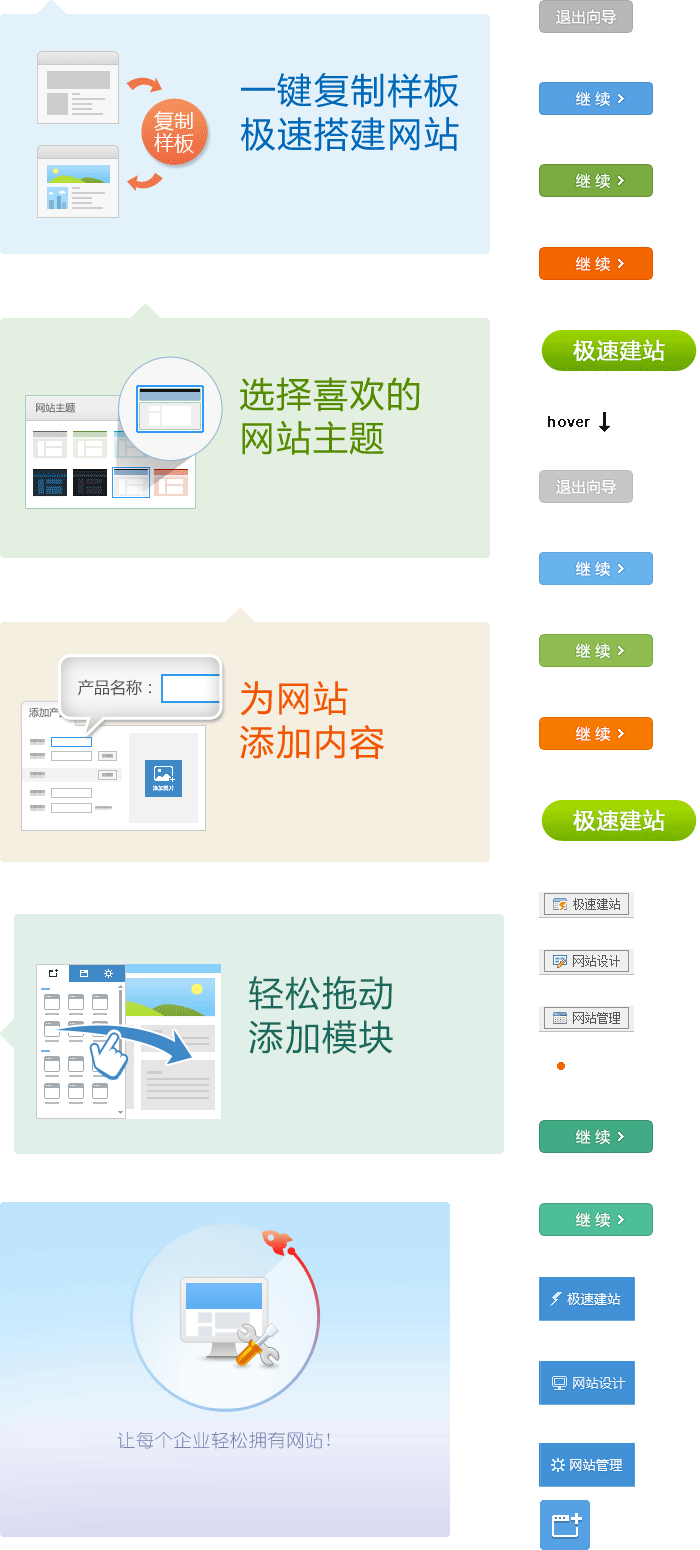 复制
样板
一键复制样板
极速搭建网站
网站主题
选择喜欢的
网站主题
产品名称：
添加产
添加图片
为网站
添加内容
轻松拖动
添加模块
让每个企业轻松拥有网站！
退出向导
继续
继续
继续
极速建站
hover
退出向导
继续
继续
继续
极速建站
极速建站
网站设计
网站管理
继续
继续
极速建站
网站设计
网站管理